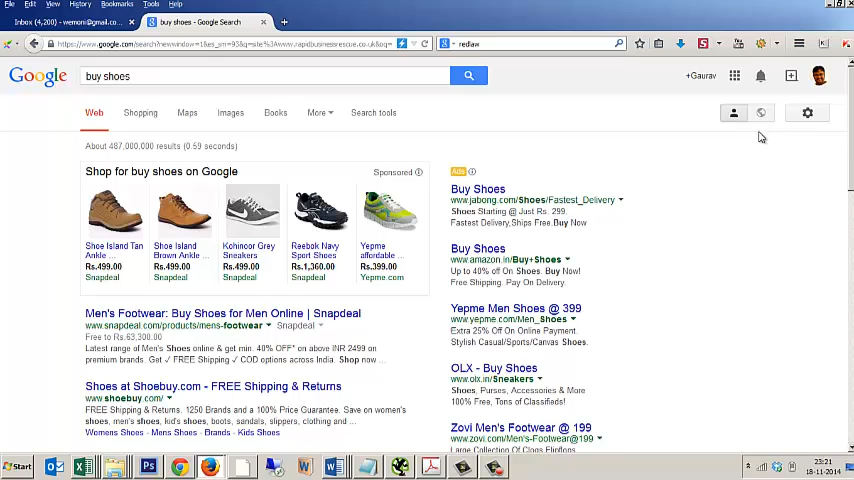 File Edit View History Bookmarks Tools Help
Inbox (4,200) - wemoni@gmail.co...
buy shoes - Google Search
https://www.google.com/search?newwindow=1&es_sm=93&q=site%3Awww.rapidbusinessrescue.co.uk&oq=
redlaw
Google
buy shoes
+Gaurav
Web Shopping Maps Images Books More Search tools
About 487,000,000 results (0.59 seconds)
Shop for buy shoes on Google
Sponsored
Shoe Island Tan Shoe Island Kohinoor Grey Reebok Navy Yepme
Ankle ... Brown Ankle ... Sneakers Sport Shoes affordable ...
Rs.499.00 Rs.499.00 Rs.499.00 Rs.1,360.00 Rs.399.00
Snapdeal Snapdeal Snapdeal Snapdeal Yepme.com
Men's Footwear: Buy Shoes for Men Online | Snapdeal
www.snapdeal.com/products/mens-footwear Snapdeal
Free to Rs.63,300.00
Latest range of Men's Shoes online & get min. 40% OFF* on above INR 2499 on
premium brands. Get ✓ FREE Shipping ✓ COD options across India. Shop now ...
Shoes at Shoebuy.com - FREE Shipping & Returns
www.shoebuy.com/
FREE Shipping & Returns. 1250 Brands and a 100% Price Guarantee. Save on women's
shoes, men's shoes, kid's shoes, boots, sandals, slippers, clothing and ...
Womens Shoes - Mens Shoes - Brands - Kids Shoes
Ads
Buy Shoes
www.jabong.com/Shoes/Fastest_Delivery
Shoes Starting @ Just Rs. 299.
Fastest Delivery,Ships Free.Buy Now
Buy Shoes
www.amazon.in/Buy+Shoes
Up to 40% off On Shoes. Buy Now!
Free Shipping. Pay On Delivery.
Yepme Men Shoes @ 399
www.yepme.com/Men_Shoes
Extra 25% Off On Online Payment.
Stylish Casual/Sports/Canvas Shoes.
OLX - Buy Shoes
www.olx.in/Sneakers
Shoes, Purses, Accessories & More
100% Free, Tons of Classifieds!
Zovi Men's Footwear @ 199
www.zovi.com/Men's-Footwear@199
Large Collection Of Clogs,Flipflops
Start
23:21
18-11-2014